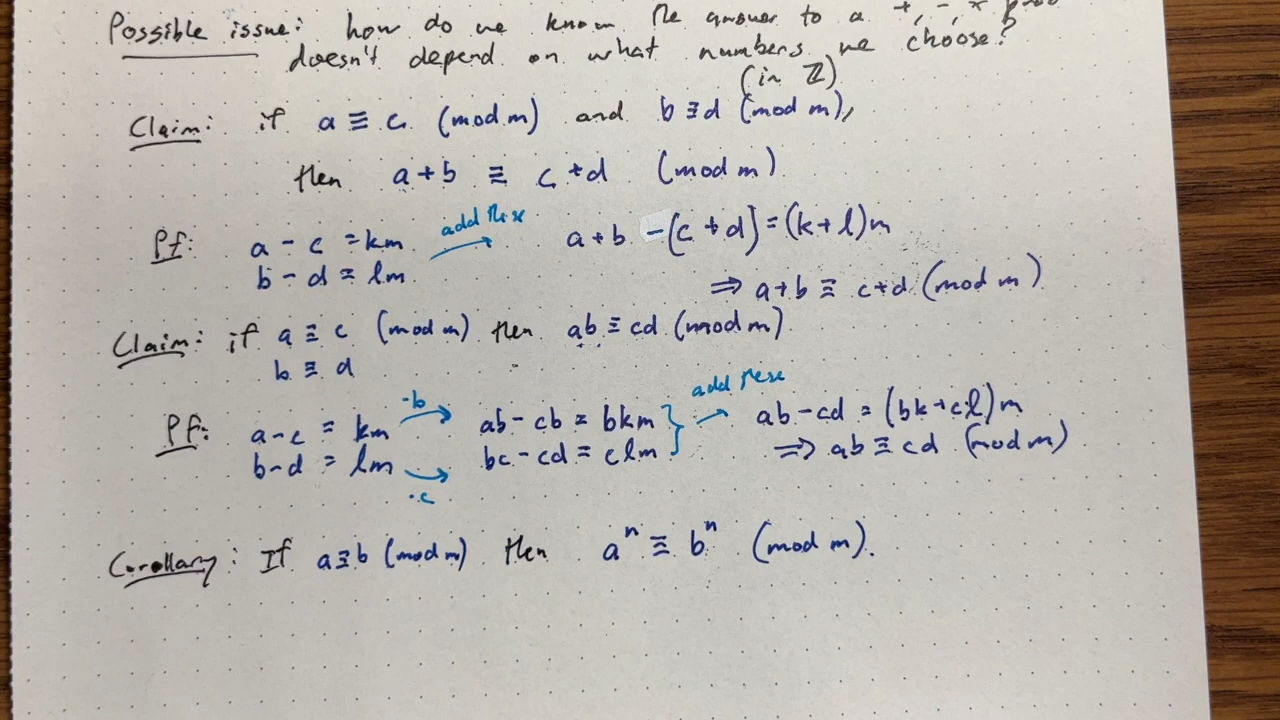 Possible issue: how do we know the answer to a +, -, ×
doesn't depend on what numbers we choose?
(in ℤ)
Claim: if a ≡ c (mod m) and b ≡ d (mod m),
then a + b ≡ c + d (mod m)
Pf: a - c = km add these a + b - (c + d) = (k + l)m
b - d = lm
⇒ a + b ≡ c + d (mod m)
Claim: if a ≡ c (mod m) then ab ≡ cd (mod m)
b ≡ d
Pf: a - c = km ·b ab - cb = bkm add these ab - cd = (bk + cl)m
b - d = lm ·c bc - cd = clm ⇒ ab ≡ cd (mod m)
Corollary: If a ≡ b (mod m) then aⁿ ≡ bⁿ (mod m).